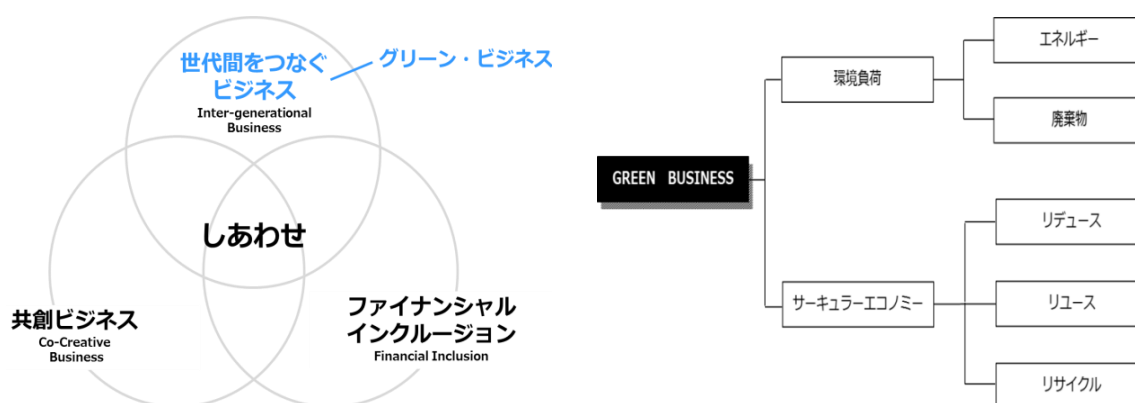 世代間をつなぐ
ビジネス
Inter-generational
Business
グリーン・ビジネス
しあわせ
共創ビジネス
Co-Creative
Business
ファイナンシャル
インクルージョン
Financial Inclusion
GREEN BUSINESS
環境負荷
エネルギー
廃棄物
サーキュラーエコノミー
リデュース
リユース
リサイクル